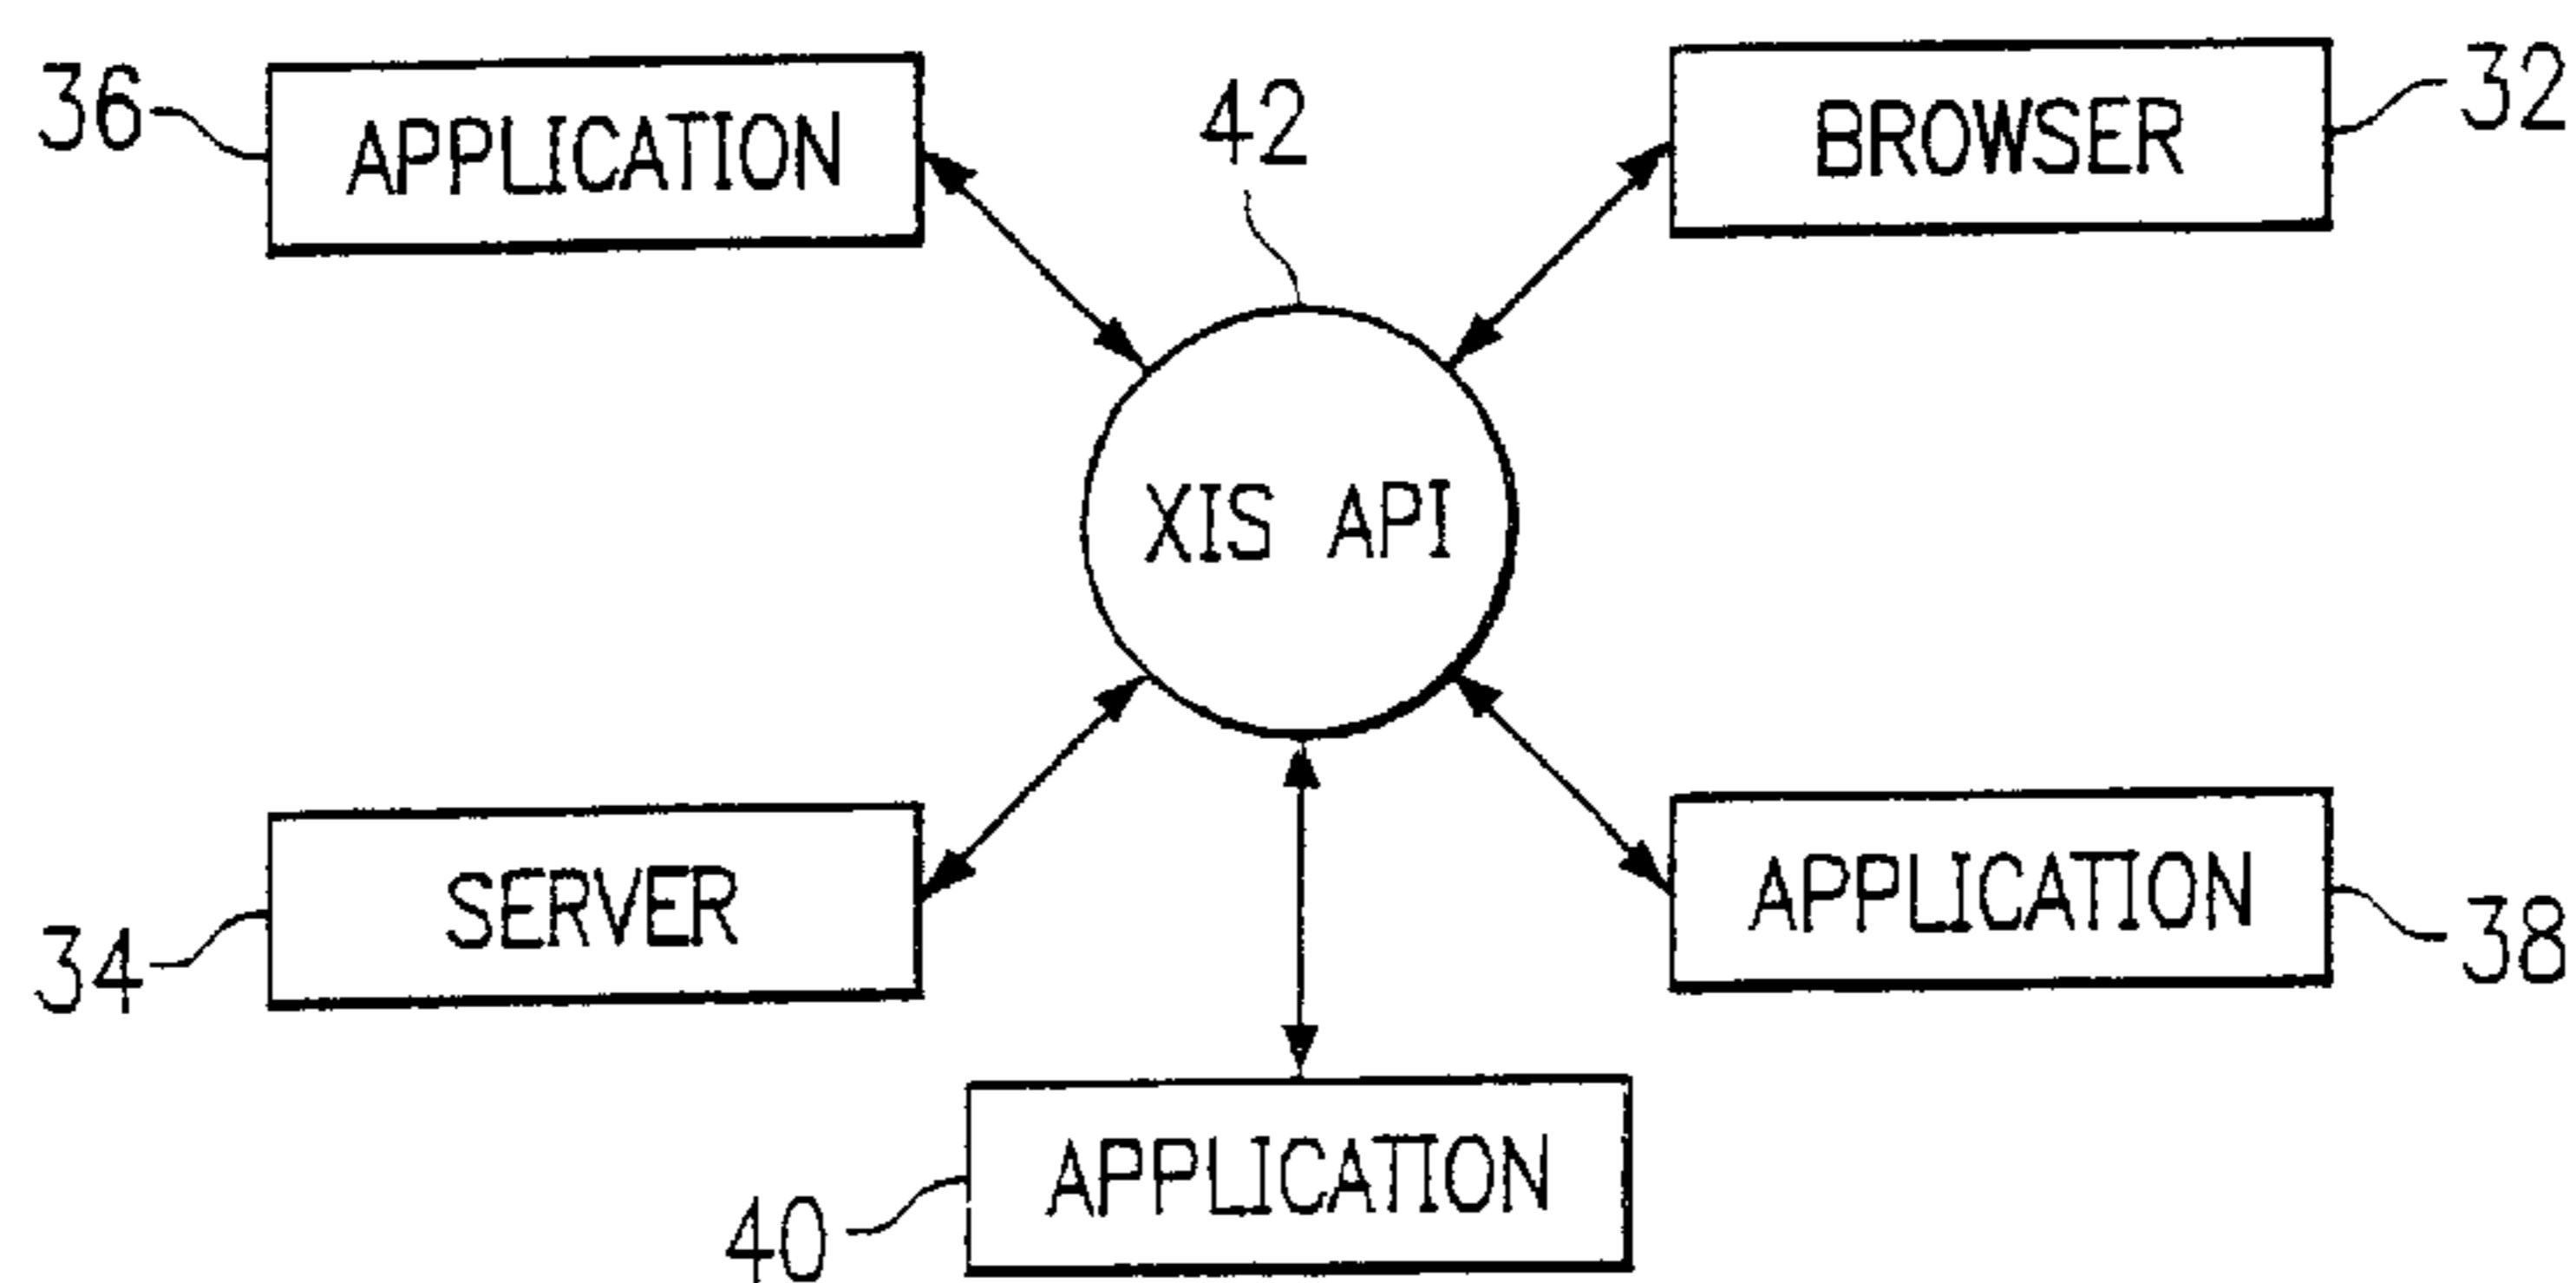 36
APPLICATION
42
BROWSER
32
XIS API
34
SERVER
APPLICATION
38
40
APPLICATION